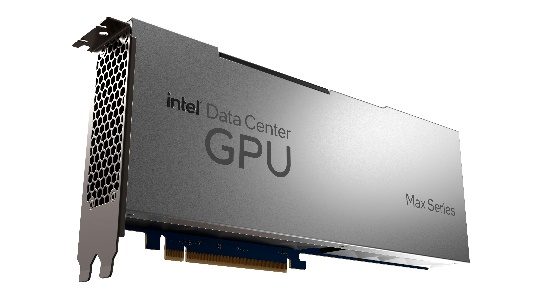 intel Data Center
GPU
Max Series